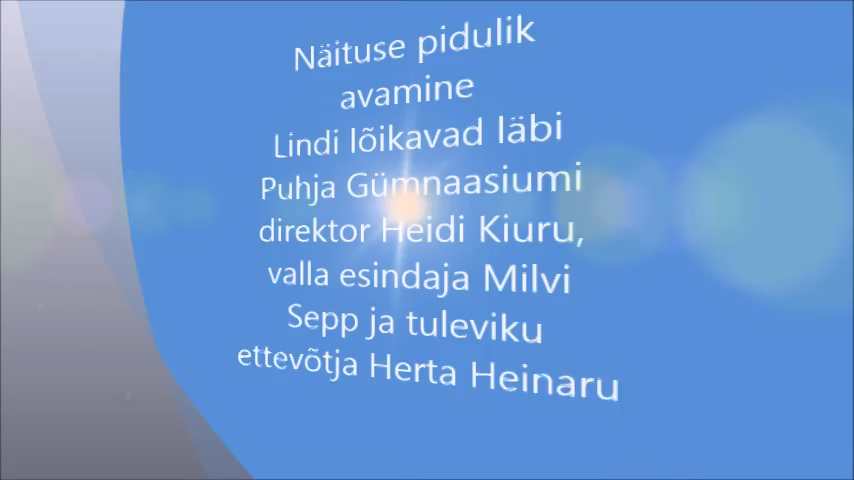 Näituse pidulik
avamine
Lindi lõikavad läbi
Puhja Gümnaasiumi
direktor Heidi Kiuru,
valla esindaja Milvi
Sepp ja tuleviku
ettevõtja Herta Heinaru